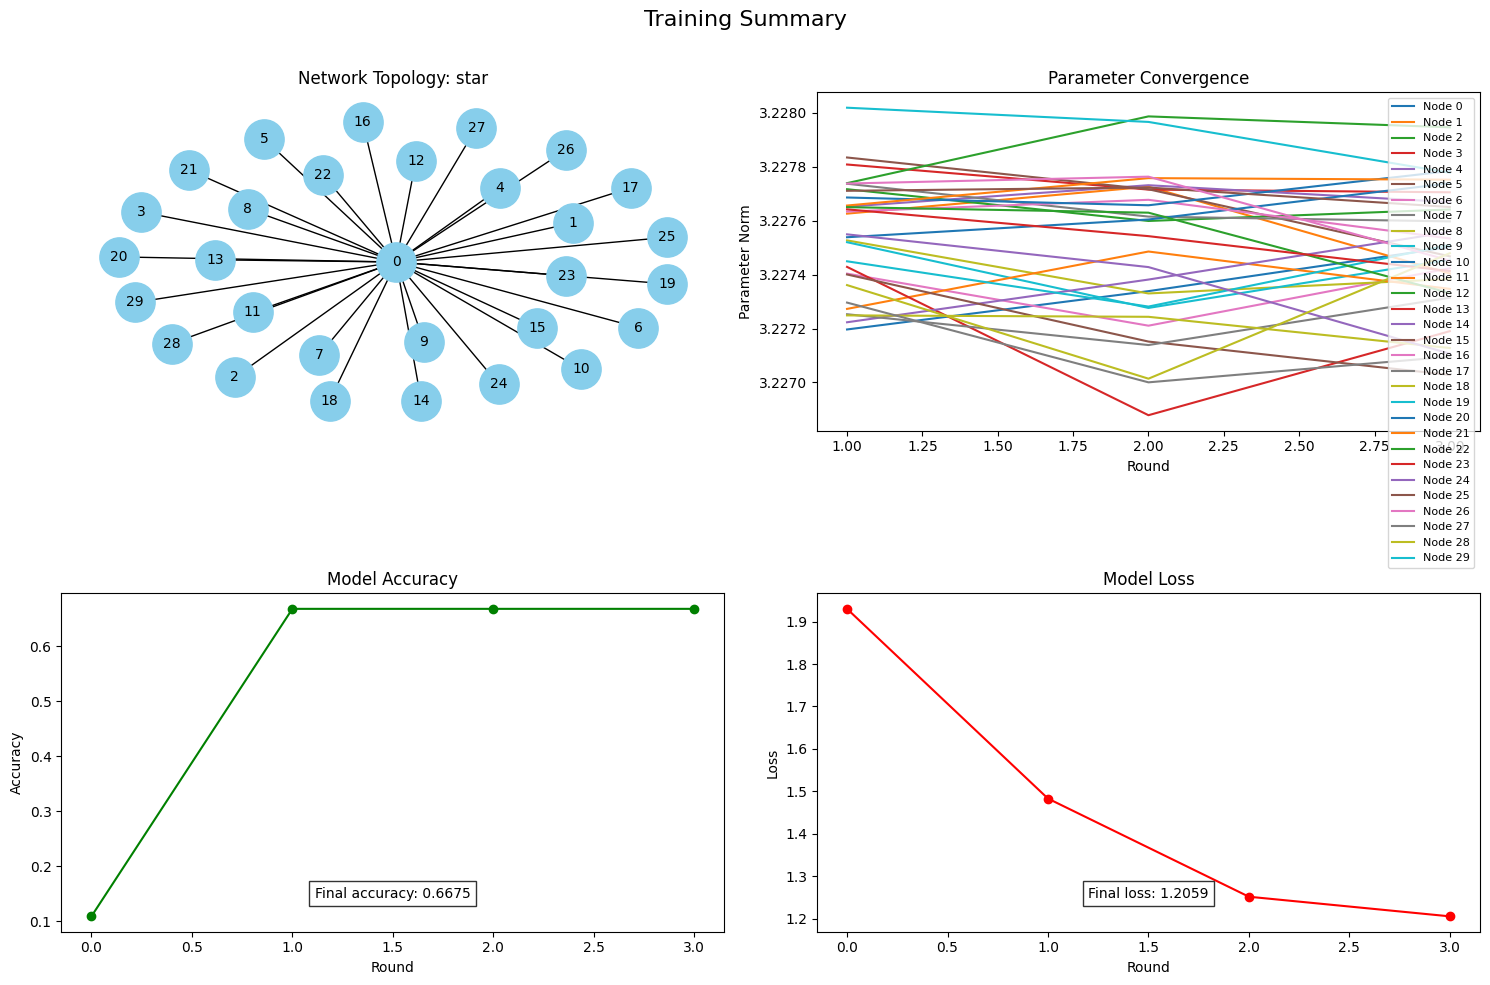 Training Summary
Network Topology: star
16
27
5
26
12
21
22
4
17
3
8
1
25
20
13
0
23
19
29
11
6
28
15
9
7
10
2
24
18
14
Parameter Convergence
Parameter Norm
3.2280
3.2278
3.2276
3.2274
3.2272
3.2270
1.00
1.25
1.50
1.75
2.00
2.25
2.50
2.75
3.00
Round
Node 0
Node 1
Node 2
Node 3
Node 4
Node 5
Node 6
Node 7
Node 8
Node 9
Node 10
Node 11
Node 12
Node 13
Node 14
Node 15
Node 16
Node 17
Node 18
Node 19
Node 20
Node 21
Node 22
Node 23
Node 24
Node 25
Node 26
Node 27
Node 28
Node 29
Model Accuracy
Accuracy
0.6
0.5
0.4
0.3
0.2
0.1
Final accuracy: 0.6675
0.0
0.5
1.0
1.5
2.0
2.5
3.0
Round
Model Loss
Loss
1.9
1.8
1.7
1.6
1.5
1.4
1.3
1.2
Final loss: 1.2059
0.0
0.5
1.0
1.5
2.0
2.5
3.0
Round